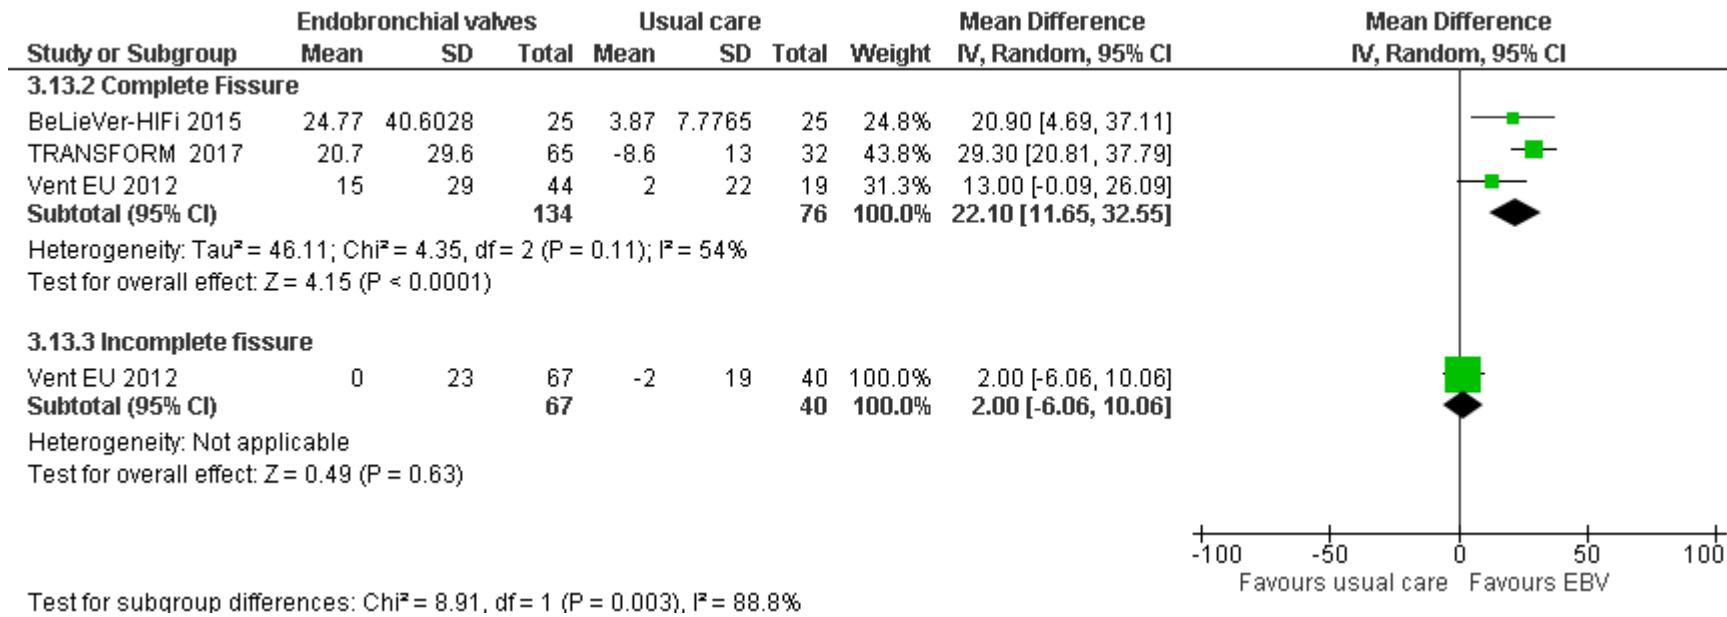 Endobronchial valves Usual care Mean Difference Mean Difference
Study or Subgroup Mean SD Total Mean SD Total Weight IV, Random, 95% CI IV, Random, 95% CI
3.13.2 Complete Fissure
BeLieVer-HIFi 2015 24.77 40.6028 25 3.87 7.7765 25 24.8% 20.90 [4.69, 37.11]
TRANSFORM 2017 20.7 29.6 65 -8.6 13 32 43.8% 29.30 [20.81, 37.79]
Vent EU 2012 15 29 44 2 22 19 31.3% 13.00 [-0.09, 26.09]
Subtotal (95% CI) 134 76 100.0% 22.10 [11.65, 32.55]
Heterogeneity: Tau² = 46.11; Chi² = 4.35, df = 2 (P = 0.11); I² = 54%
Test for overall effect: Z = 4.15 (P < 0.0001)
3.13.3 Incomplete fissure
Vent EU 2012 0 23 67 -2 19 40 100.0% 2.00 [-6.06, 10.06]
Subtotal (95% CI) 67 40 100.0% 2.00 [-6.06, 10.06]
Heterogeneity: Not applicable
Test for overall effect: Z = 0.49 (P = 0.63)
-100 -50 0 50 100
Favours usual care Favours EBV
Test for subgroup differences: Chi² = 8.91, df = 1 (P = 0.003), I² = 88.8%